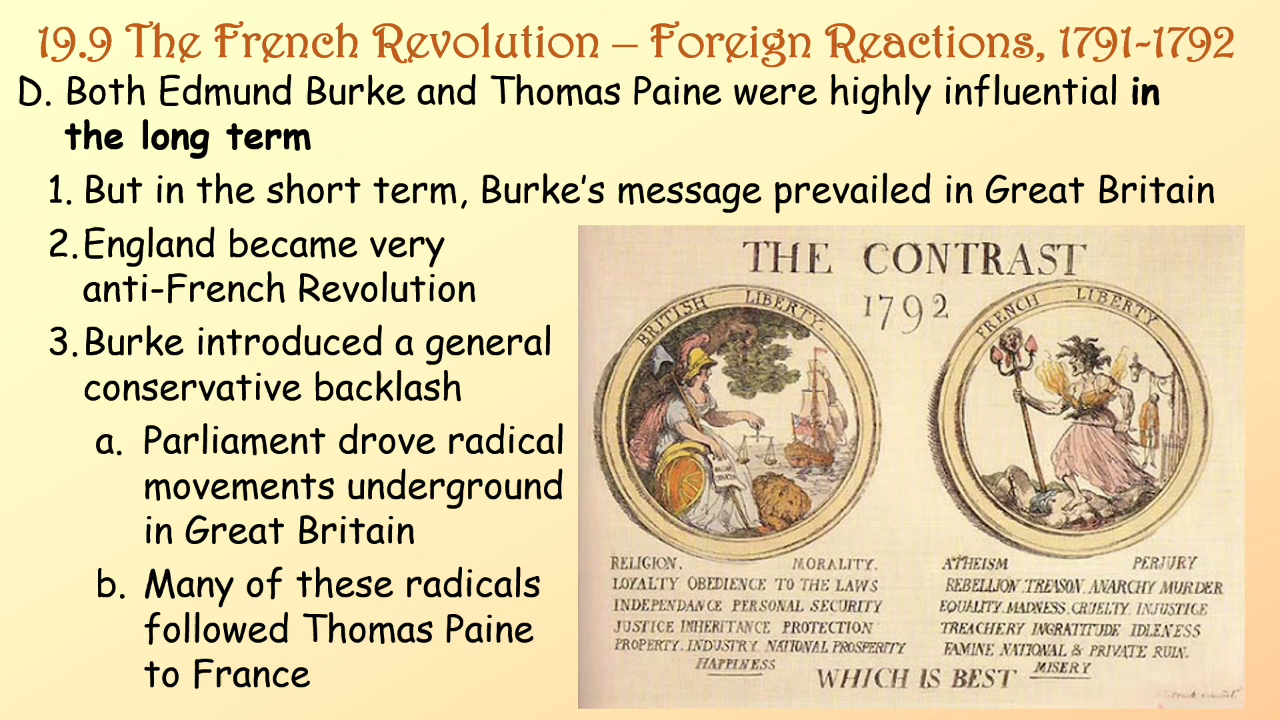 19.9 The French Revolution – Foreign Reactions, 1791-1792
D. Both Edmund Burke and Thomas Paine were highly influential in
the long term
1. But in the short term, Burke’s message prevailed in Great Britain
2. England became very
anti-French Revolution
3. Burke introduced a general
conservative backlash
a. Parliament drove radical
movements underground
in Great Britain
b. Many of these radicals
followed Thomas Paine
to France
THE CONTRAST
1792
BRITISH LIBERTY.
RELIGION. MORALITY.
LOYALTY OBEDIENCE TO THE LAWS
INDEPENDANCE PERSONAL SECURITY
JUSTICE INHERITANCE PROTECTION
PROPERTY. INDUSTRY. NATIONAL PROSPERITY
HAPPINESS
FRENCH LIBERTY
ATHEISM PERJURY
REBELLION. TREASON. ANARCHY MURDER
EQUALITY. MADNESS. CRUELTY. INJUSTICE
TREACHERY INGRATITUDE IDLENESS
FAMINE NATIONAL & PRIVATE RUIN.
MISERY
WHICH IS BEST